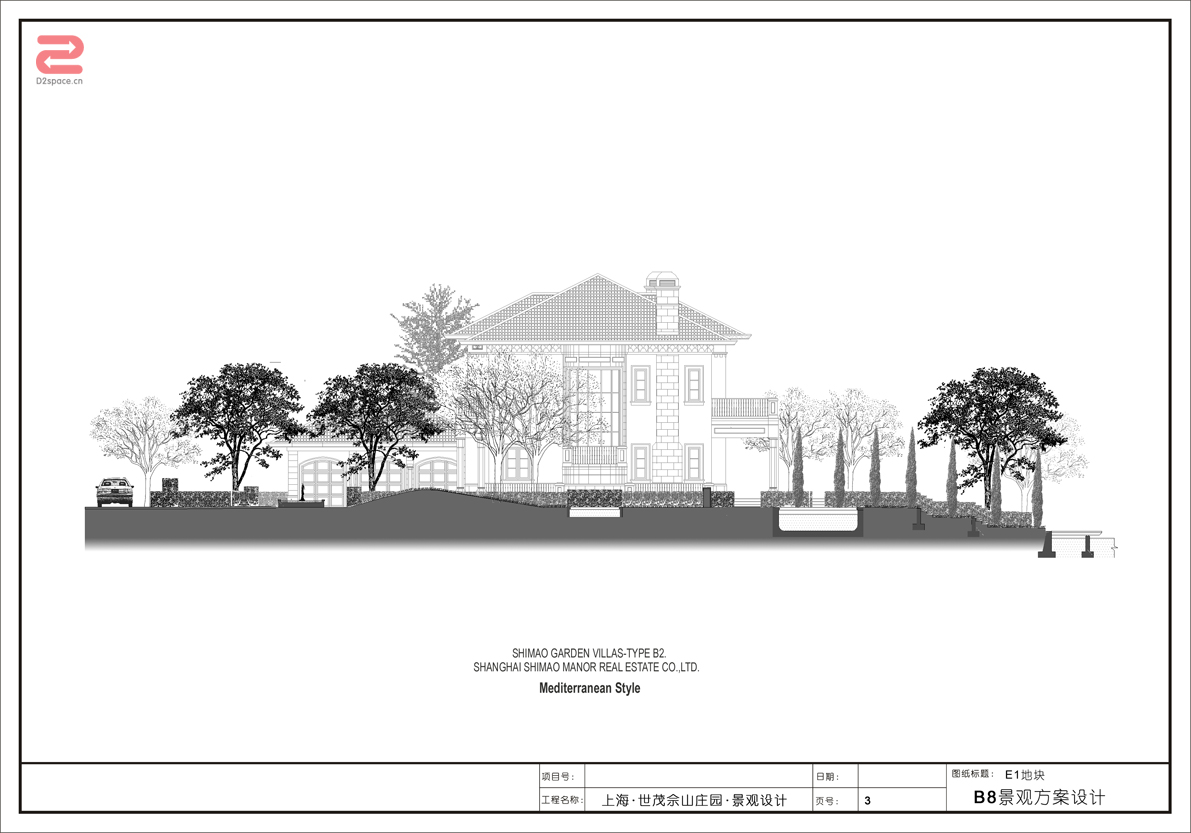 D2space.cn
SHIMAO GARDEN VILLAS-TYPE B2.
SHANGHAI SHIMAO MANOR REAL ESTATE CO.,LTD.
Mediterranean Style
项目号:
日期:
图纸标题: E1地块
工程名称: 上海·世茂佘山庄园·景观设计
页号: 3
B8景观方案设计